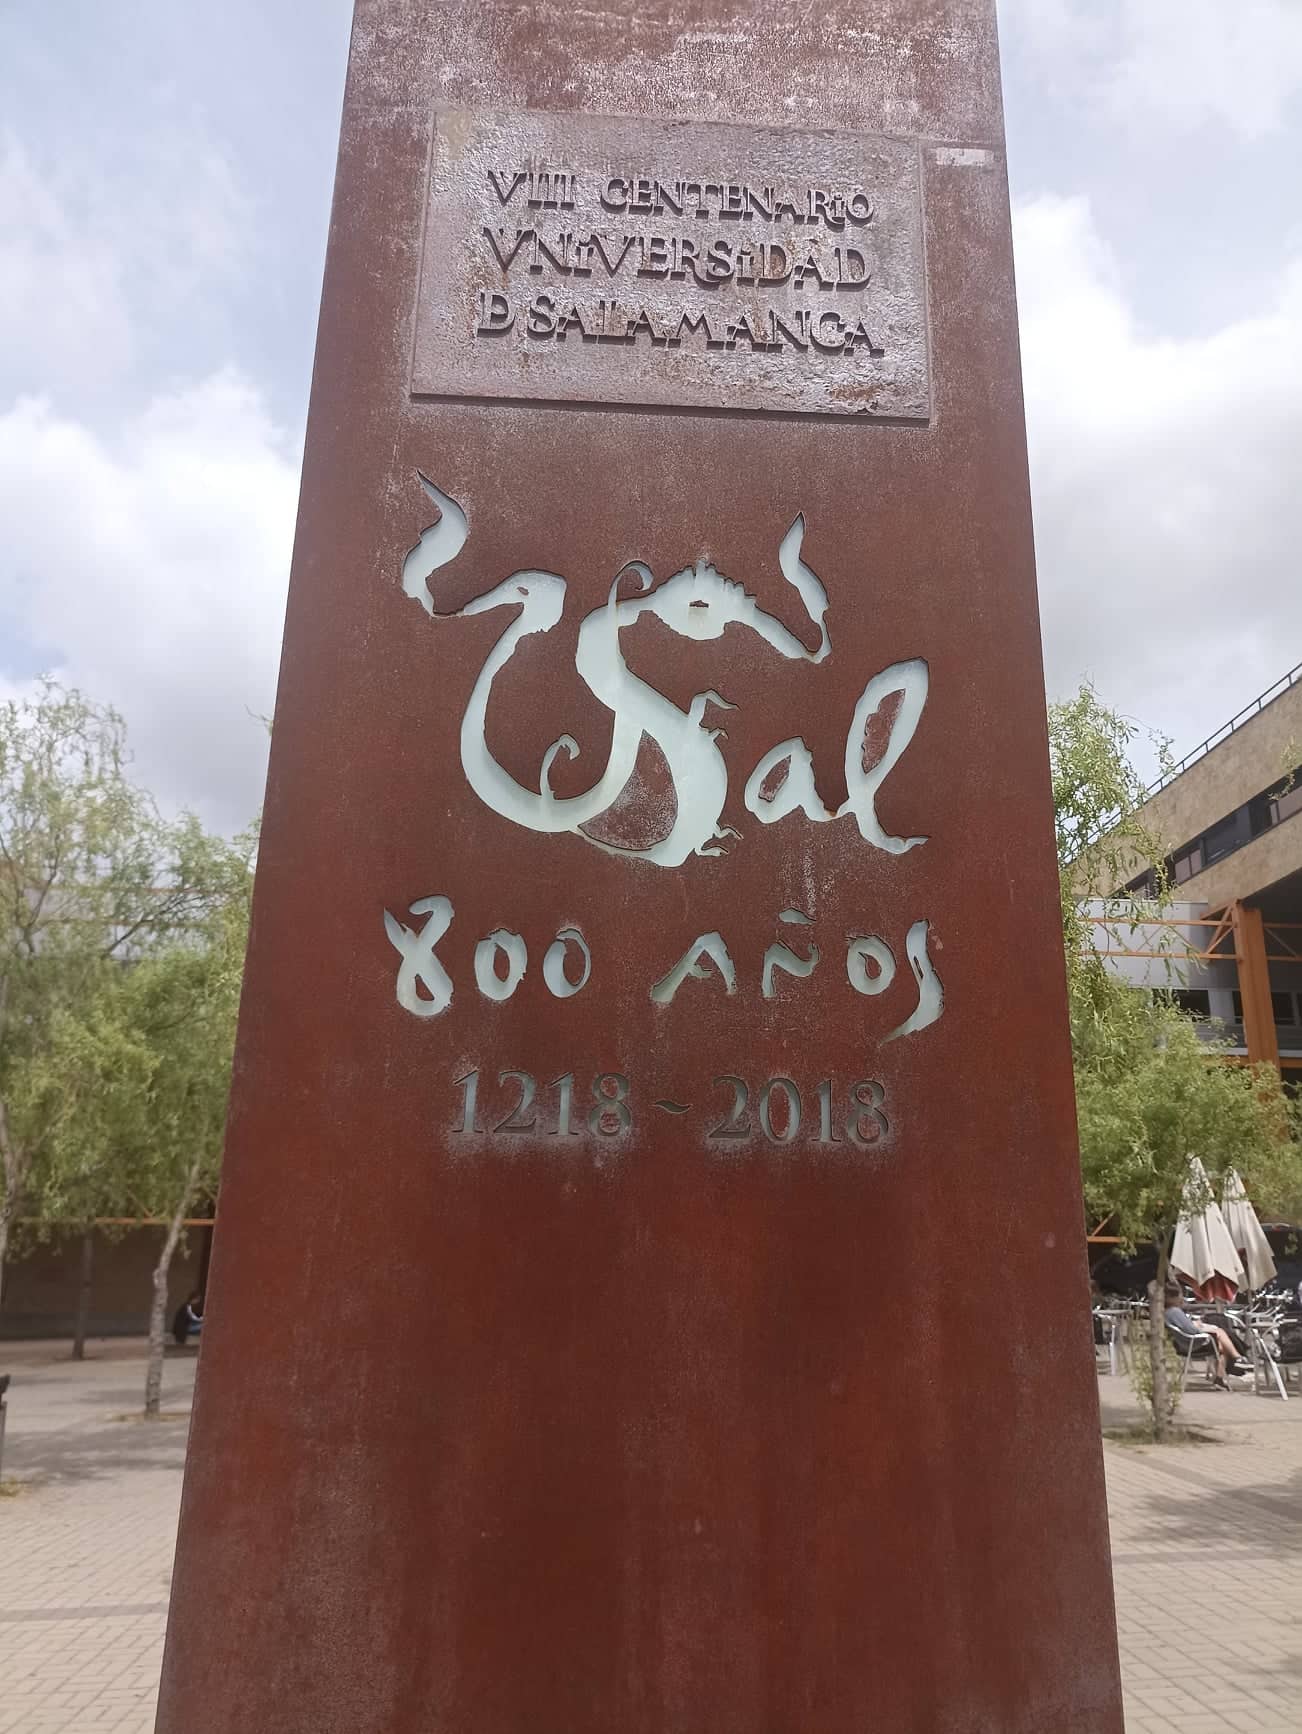 VIII CENTENARiO
VNiVERSiDAD
D SALAMANCA
USal
800 AÑOS
1218~2018